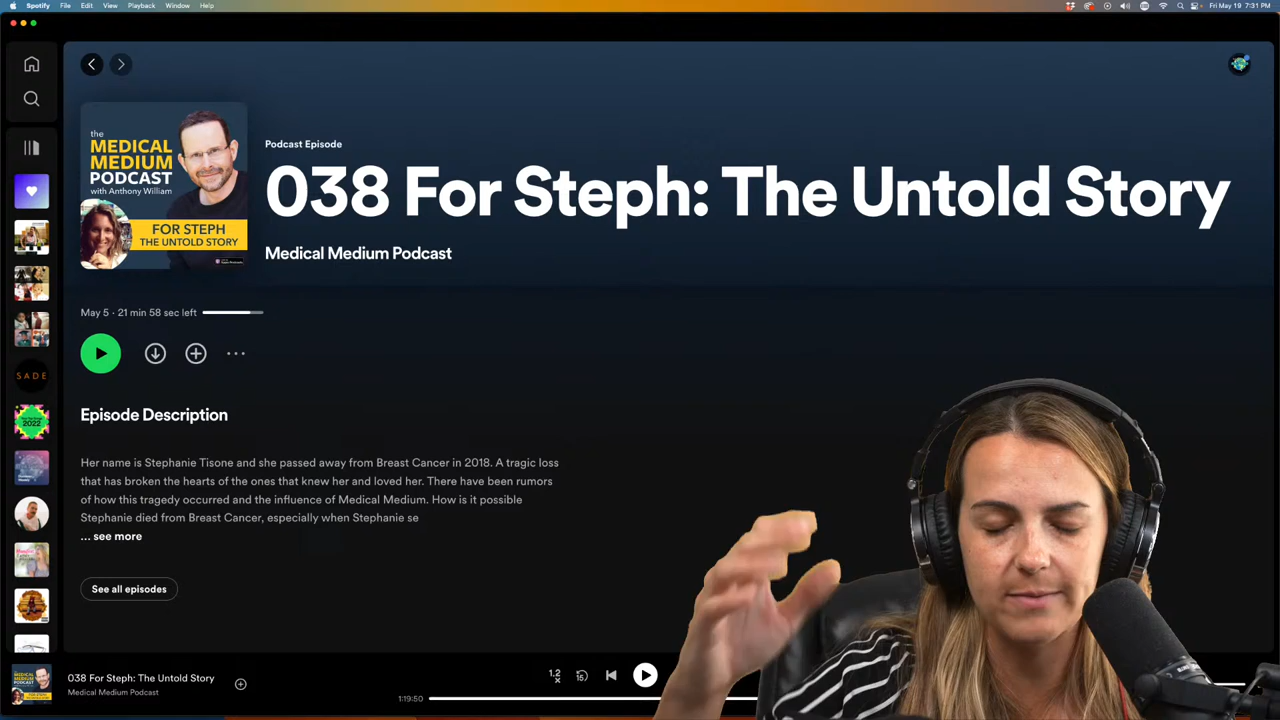 Spotify File Edit View Playback Window Help
Fri May 19 7:31 PM
the
MEDICAL
MEDIUM
PODCAST
with Anthony William
FOR STEPH
THE UNTOLD STORY
Podcast Episode
038 For Steph: The Untold Story
Medical Medium Podcast
May 5 · 21 min 58 sec left
SADE
2022
Episode Description
Her name is Stephanie Tisone and she passed away from Breast Cancer in 2018. A tragic loss
that has broken the hearts of the ones that knew her and loved her. There have been rumors
of how this tragedy occurred and the influence of Medical Medium. How is it possible
Stephanie died from Breast Cancer, especially when Stephanie se
... see more
See all episodes
038 For Steph: The Untold Story
Medical Medium Podcast
1.2
x
15
1:19:50